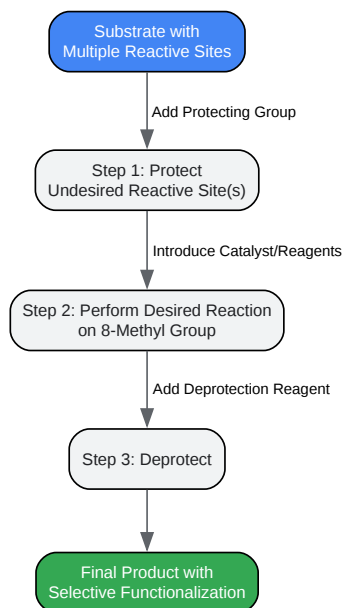 Substrate with
Multiple Reactive Sites
Add Protecting Group
Step 1: Protect
Undesired Reactive Site(s)
Introduce Catalyst/Reagents
Step 2: Perform Desired Reaction
on 8-Methyl Group
Add Deprotection Reagent
Step 3: Deprotect
Final Product with
Selective Functionalization